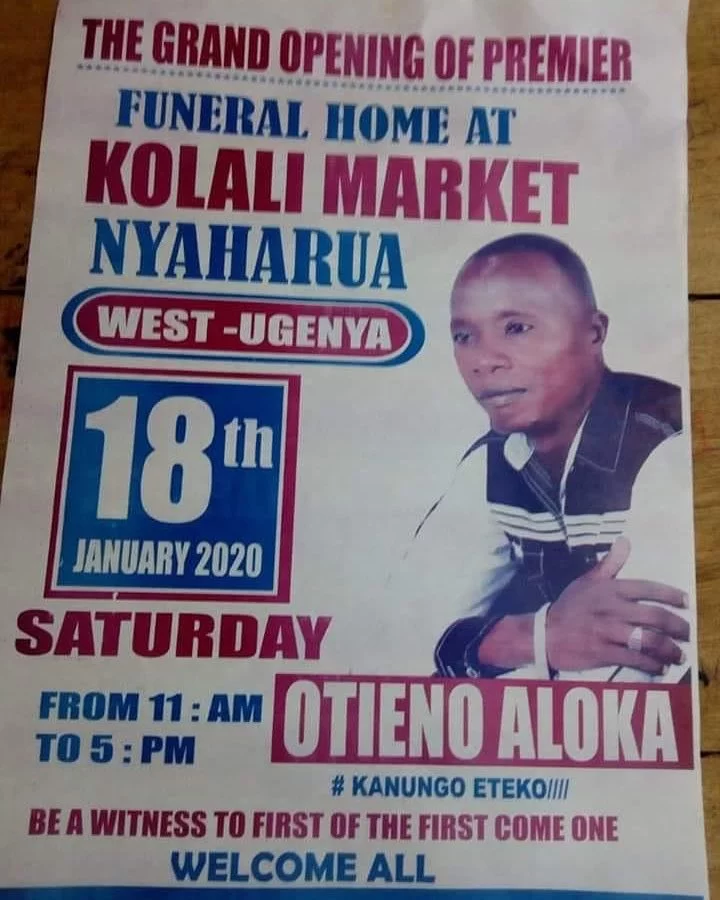 THE GRAND OPENING OF PREMIER
FUNERAL HOME AT
KOLALI MARKET
NYAHARUA
WEST -UGENYA
18th
JANUARY 2020
SATURDAY
FROM 11 : AM
TO 5 : PM
OTIENO ALOKA
# KANUNGO ETEKO////
BE A WITNESS TO FIRST OF THE FIRST COME ONE
WELCOME ALL